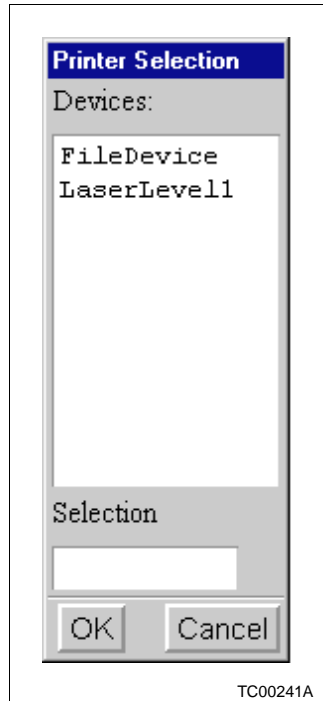 Printer Selection
Devices:
FileDevice
LaserLevel1
Selection
OK Cancel
TC00241A